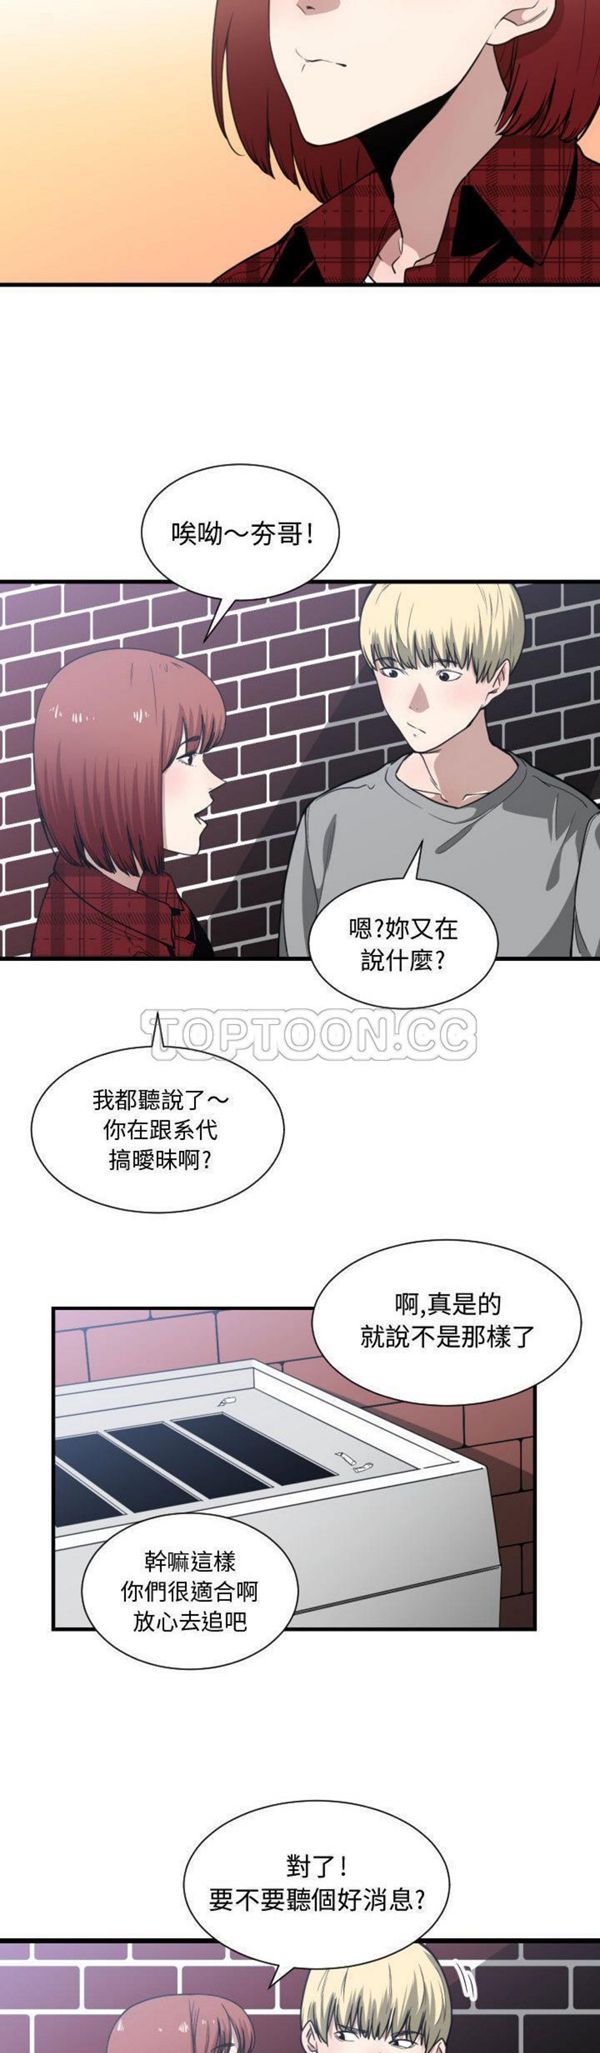 唉呦～夯哥!
嗯?妳又在
說什麼?
TOPTOON.CC
我都聽說了～
你在跟系代
搞曖昧啊?
啊,真是的
就說不是那樣了
幹嘛這樣
你們很適合啊
放心去追吧
對了!
要不要聽個好消息?